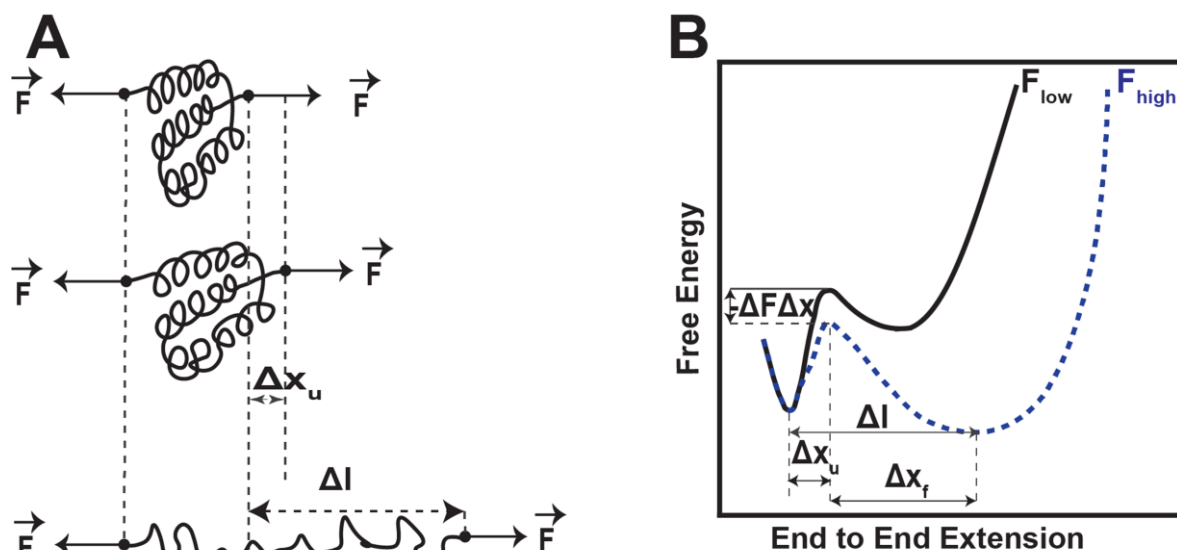 A
F
F
F
F
Δx_u
Δl
F
F
B
F_low
F_high
Free Energy
-ΔFΔx
Δl
Δx_u
Δx_f
End to End Extension